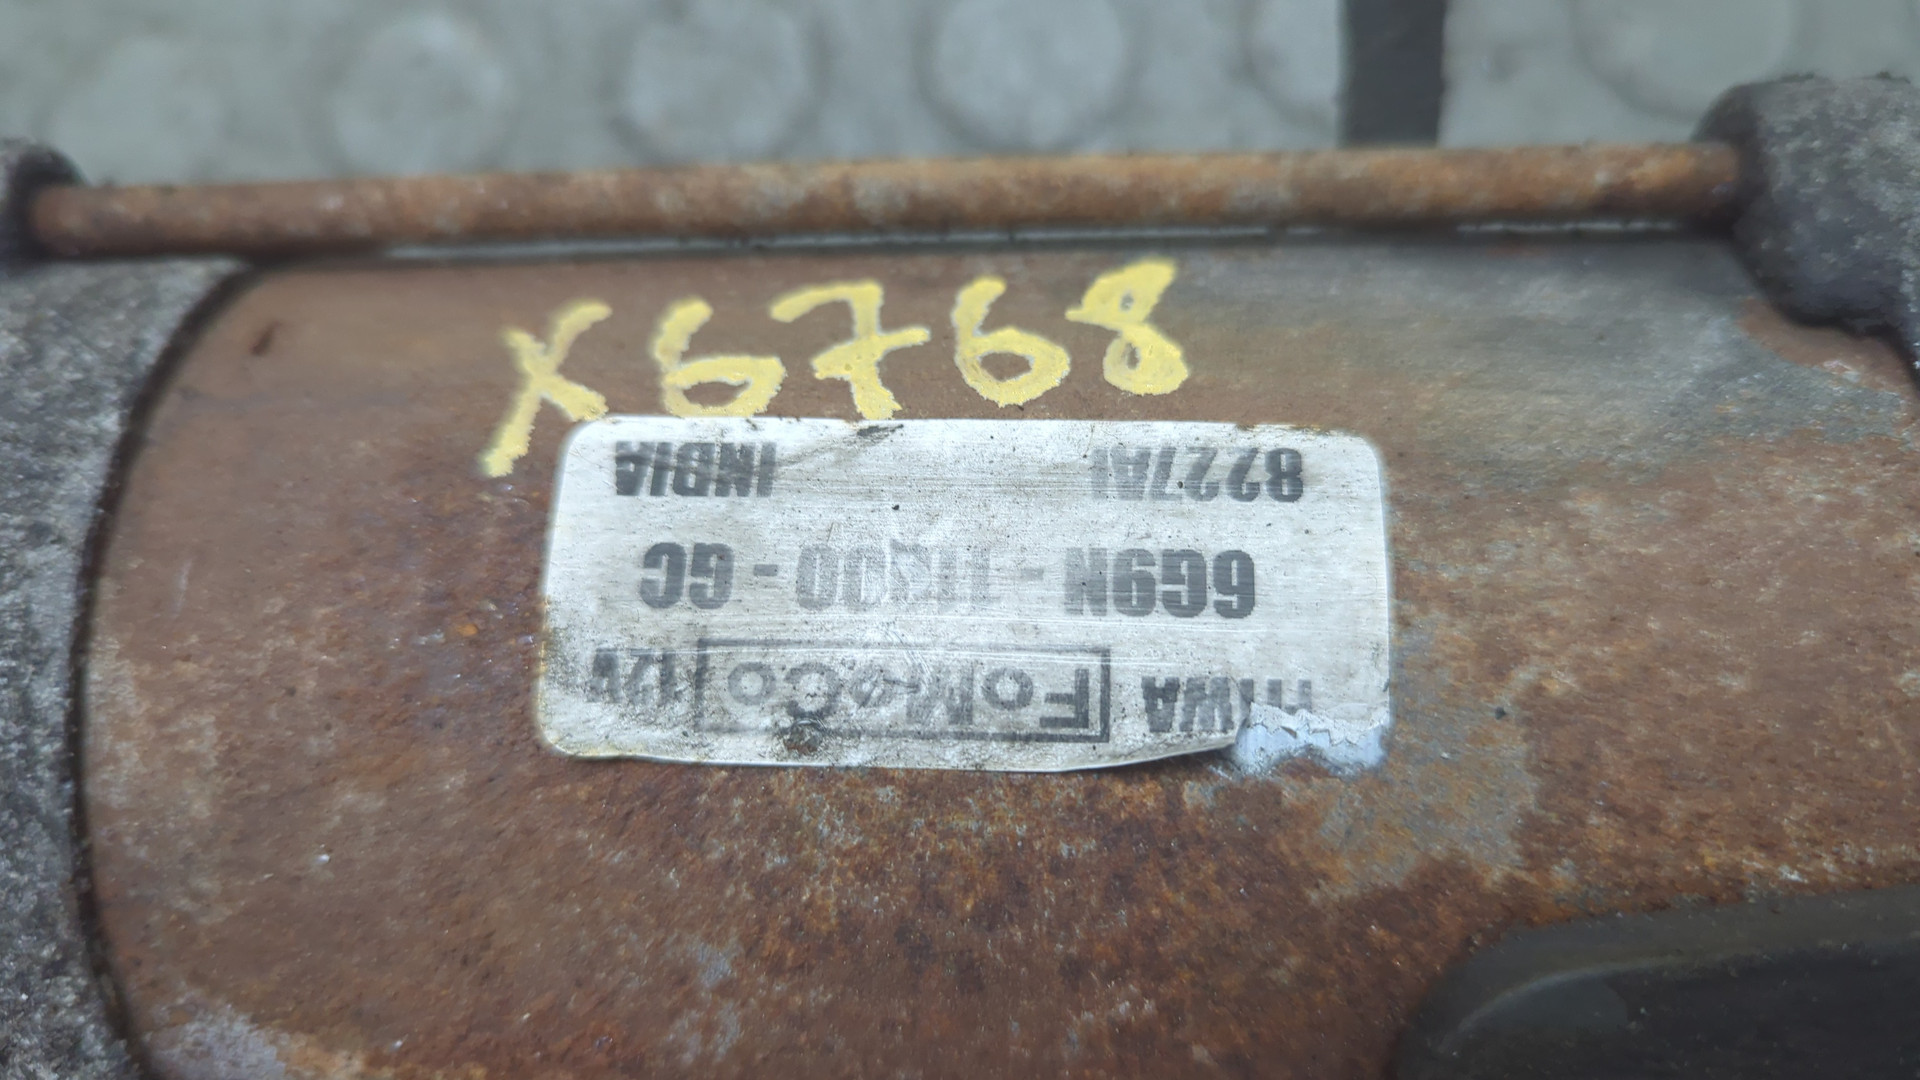 X6768
FoMoCo 12V
6G9N - 11000 - GC
INDIA